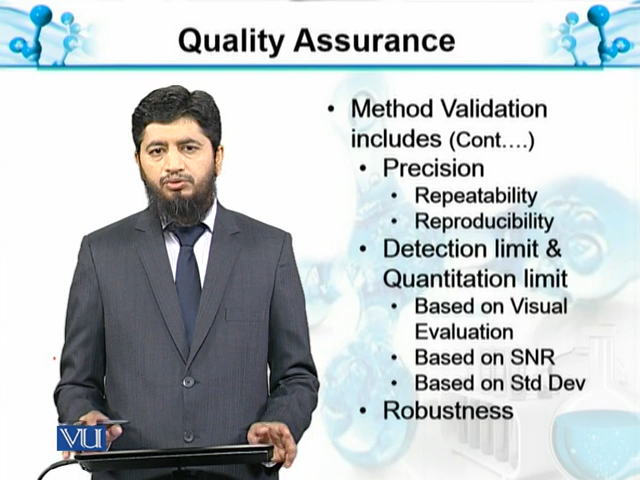 Quality Assurance
• Method Validation
includes (Cont....)
• Precision
• Repeatability
• Reproducibility
• Detection limit &
Quantitation limit
• Based on Visual
Evaluation
• Based on SNR
• Based on Std Dev
• Robustness
VU